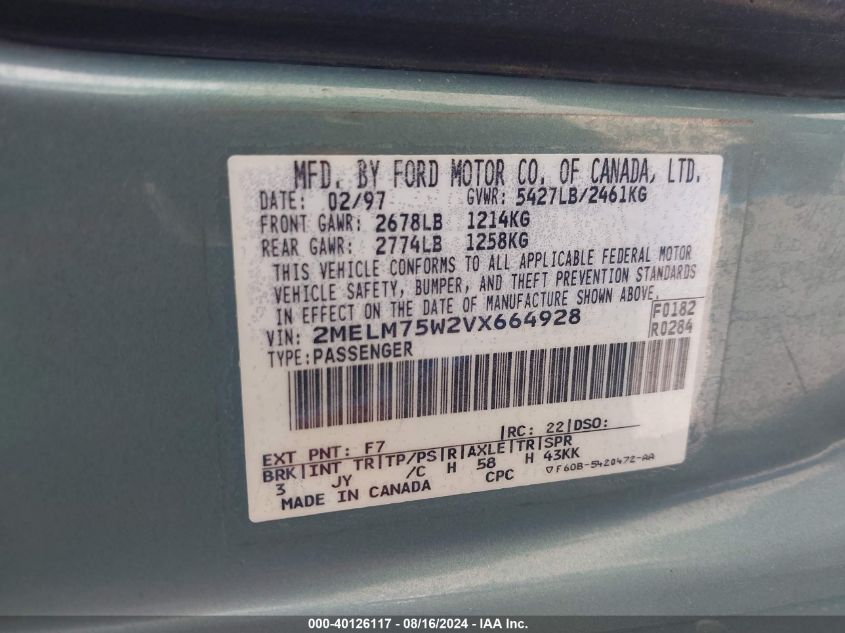 MFD. BY FORD MOTOR CO. OF CANADA, LTD.
DATE: 02/97 GVWR: 5427LB/2461KG
FRONT GAWR: 2678LB 1214KG
REAR GAWR: 2774LB 1258KG
THIS VEHICLE CONFORMS TO ALL APPLICABLE FEDERAL MOTOR
VEHICLE SAFETY, BUMPER, AND THEFT PREVENTION STANDARDS
IN EFFECT ON THE DATE OF MANUFACTURE SHOWN ABOVE.
VIN: 2MELM75W2VX664928 F0182
TYPE: PASSENGER R0284
EXT PNT: F7 RC: 22 DSO:
BRK INT TR TP/PS R AXLE TR SPR
3 JY /C H 58 H 43KK
MADE IN CANADA CPC ▽F60B-5420472-AA
000-40126117 - 08/16/2024 - IAA Inc.